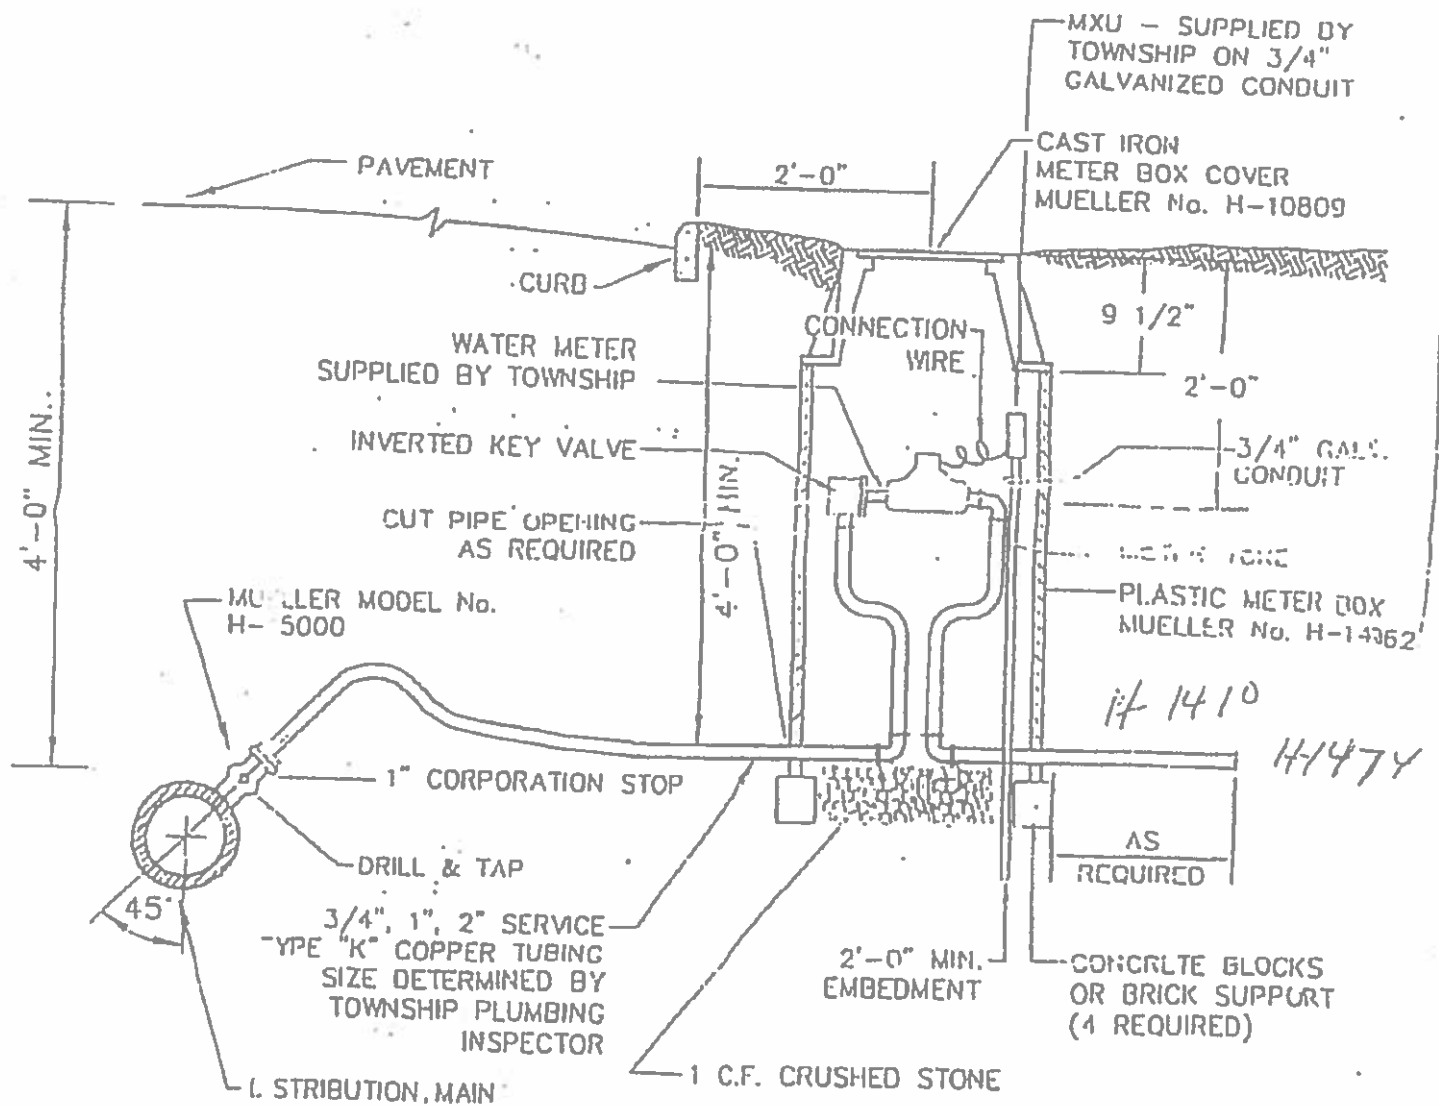 MXU – SUPPLIED BY
TOWNSHIP ON 3/4"
GALVANIZED CONDUIT
CAST IRON
METER BOX COVER
MUELLER No. H-10809
PAVEMENT
2'-0"
CURB
9 1/2"
CONNECTION
WIRE
WATER METER
SUPPLIED BY TOWNSHIP
2'-0"
INVERTED KEY VALVE
3/4" GALV.
CONDUIT
4'-0" MIN.
4'-0" MIN.
CUT PIPE OPENING
AS REQUIRED
PLASTIC METER BOX
MUELLER No.
MODEL No.
H- 5000
H 1410
H1474
1" CORPORATION STOP
AS
REQUIRED
DRILL & TAP
45°
3/4", 1", 2" SERVICE
TYPE "K" COPPER TUBING
SIZE DETERMINED BY
TOWNSHIP PLUMBING
INSPECTOR
2'-0" MIN.
EMBEDMENT
CONCRETE BLOCKS
OR BRICK SUPPORT
(4 REQUIRED)
1 C.F. CRUSHED STONE
MAIN